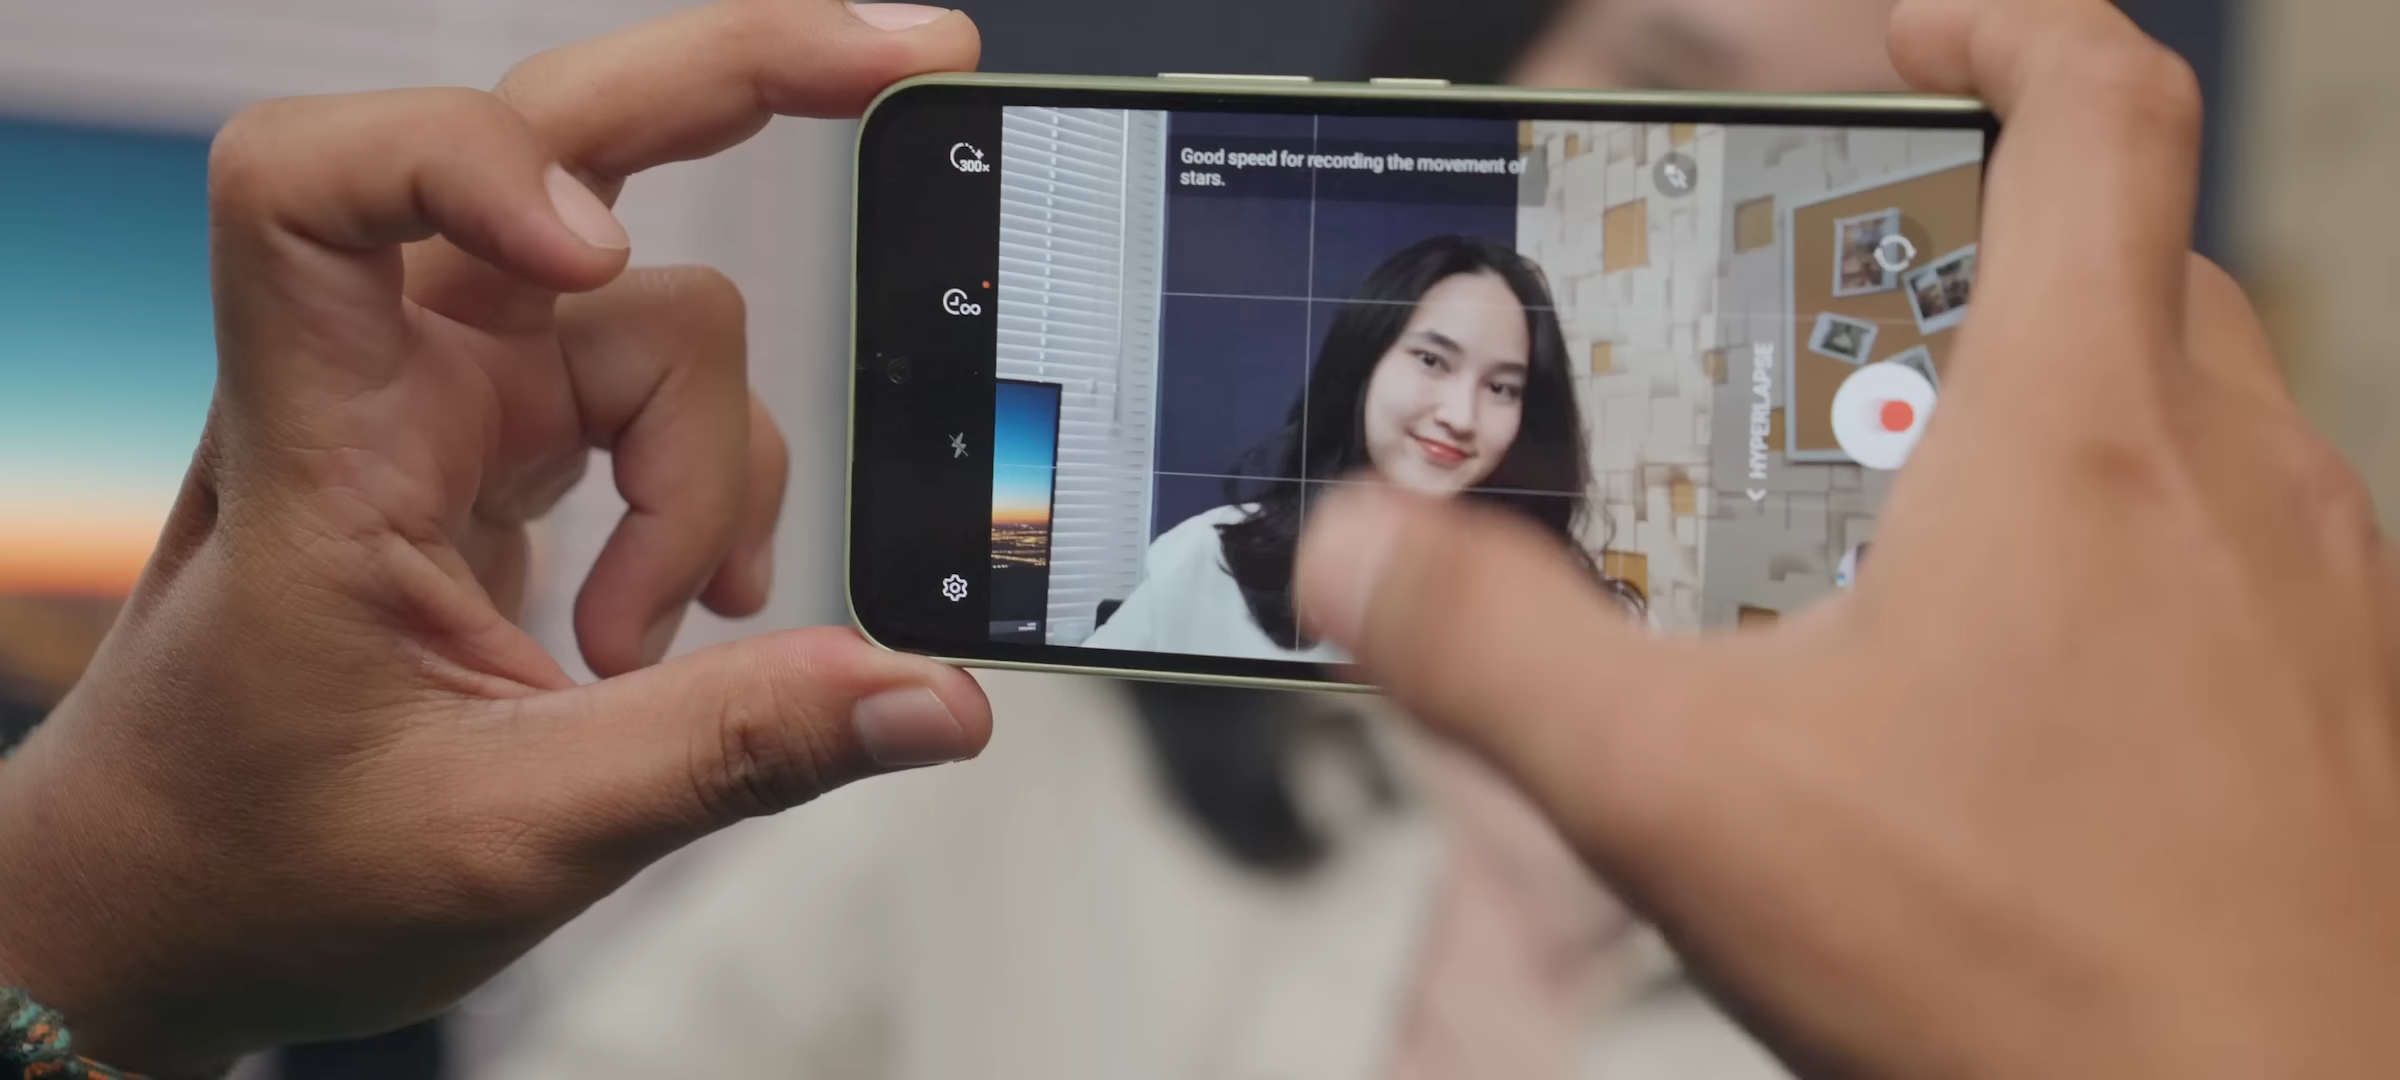 300x
Good speed for recording the movement of
stars.
HYPERLAPSE